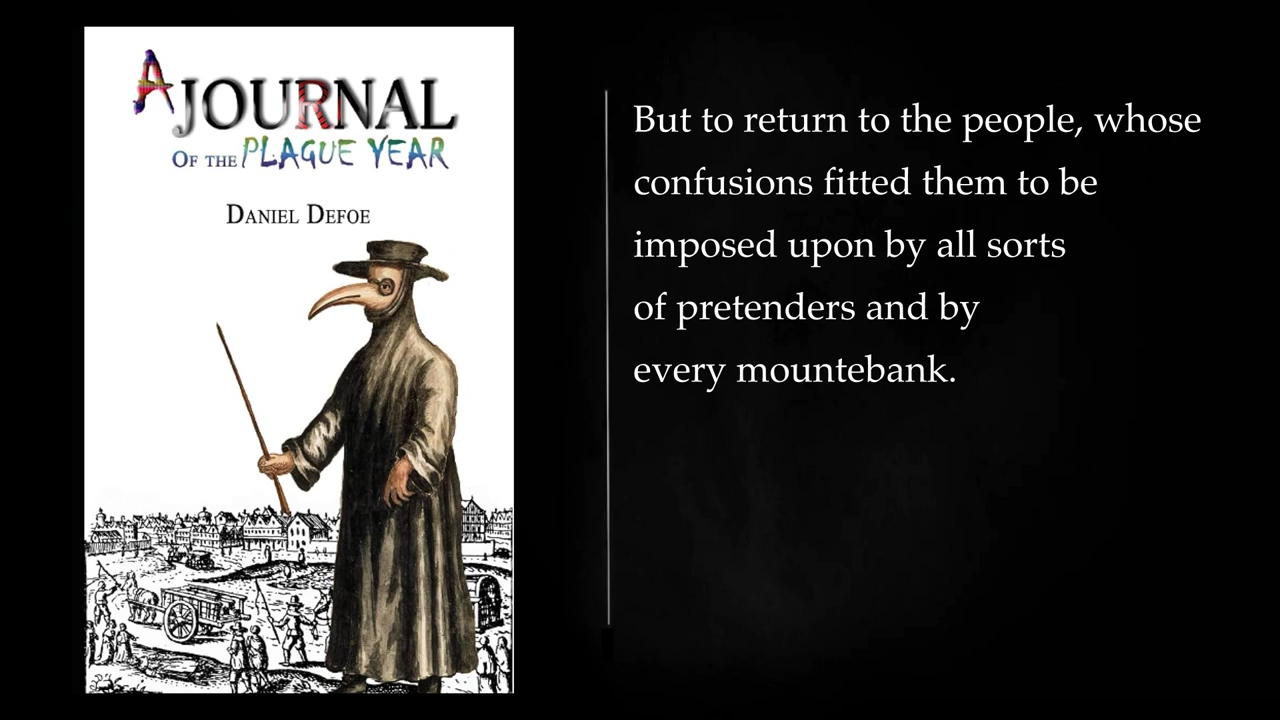 A JOURNAL
OF THE PLAGUE YEAR
DANIEL DEFOE
But to return to the people, whose
confusions fitted them to be
imposed upon by all sorts
of pretenders and by
every mountebank.